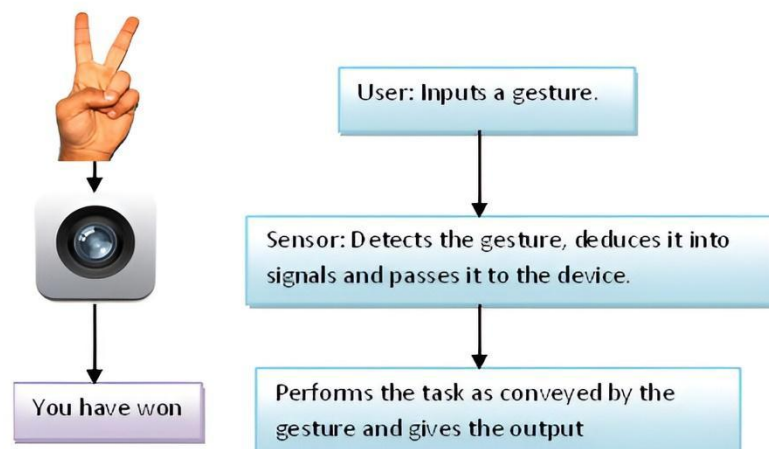 User: Inputs a gesture.
Sensor: Detects the gesture, deduces it into
signals and passes it to the device.
You have won
Performs the task as conveyed by the
gesture and gives the output